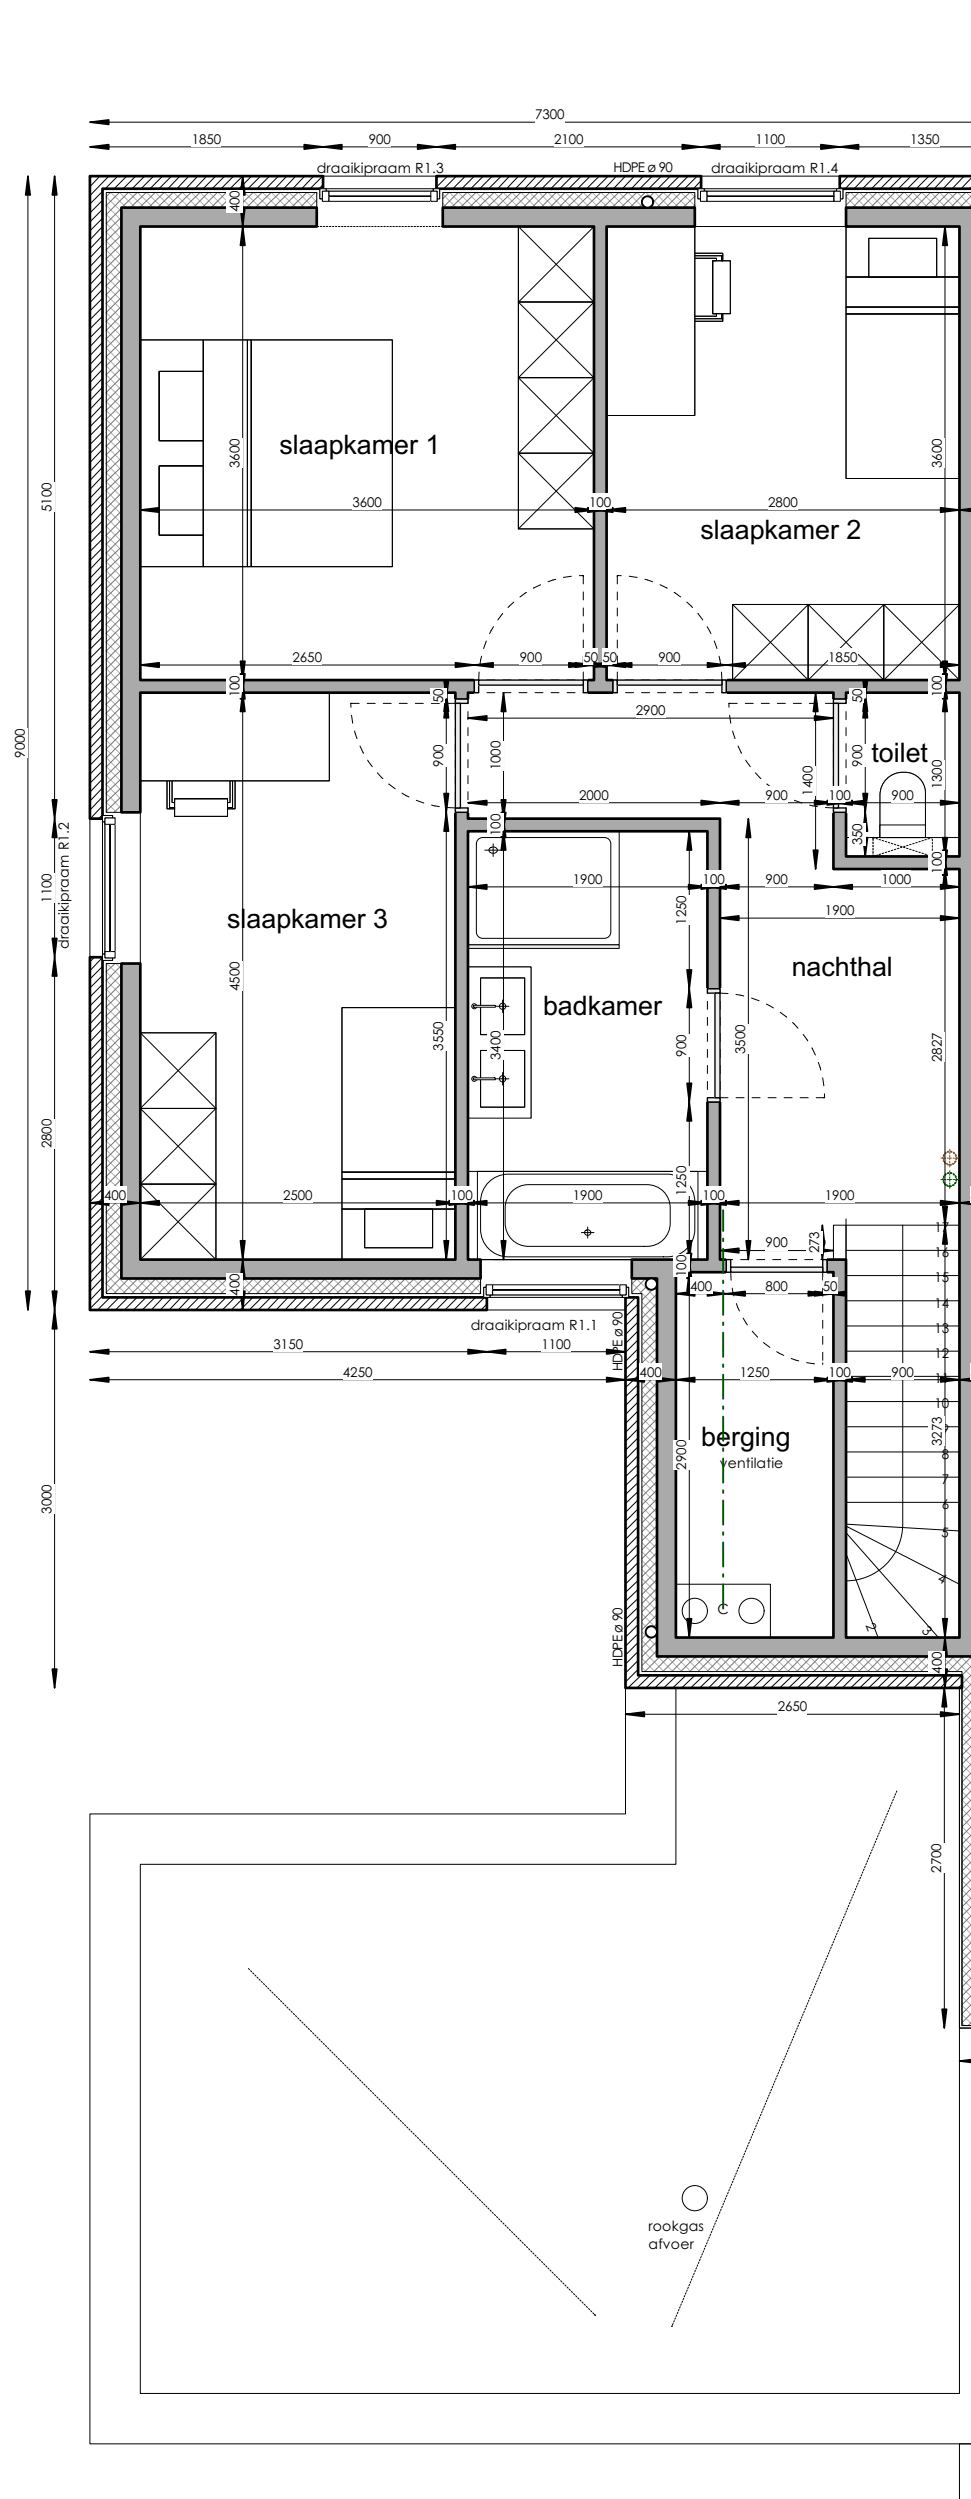 7300
1850 900 2100 1100 1350
draaikipraam R1.3 HDPE ø 90 draaikipraam R1.4
400
5100
3600
3600
slaapkamer 1
3600 100 2800
slaapkamer 2
2650 900 50 50 900 1850
100 50 50 100
2900
9000
900 1000 900 1300
toilet
1400
2000 900 100 900
100 350
draaikipraam R1.2
1100
100
1900 100 900 1000
1250 1900
slaapkamer 3
nachthal
4500
badkamer
3550 3400 900 3500 2827
2800
1250
400 2500 100 1900 100 1900
17
900 273
16
100
15
400
400 800 50
14
draaikipraam R1.1
HDPE ø 90
13
3150 1100
12
4250 400 1250 100 900
11
10
3273
9
berging
2900
8
ventilatie
7
3000
6
5
4
C
HDPE ø 90
2 3
400
2650
2700
rookgas
afvoer